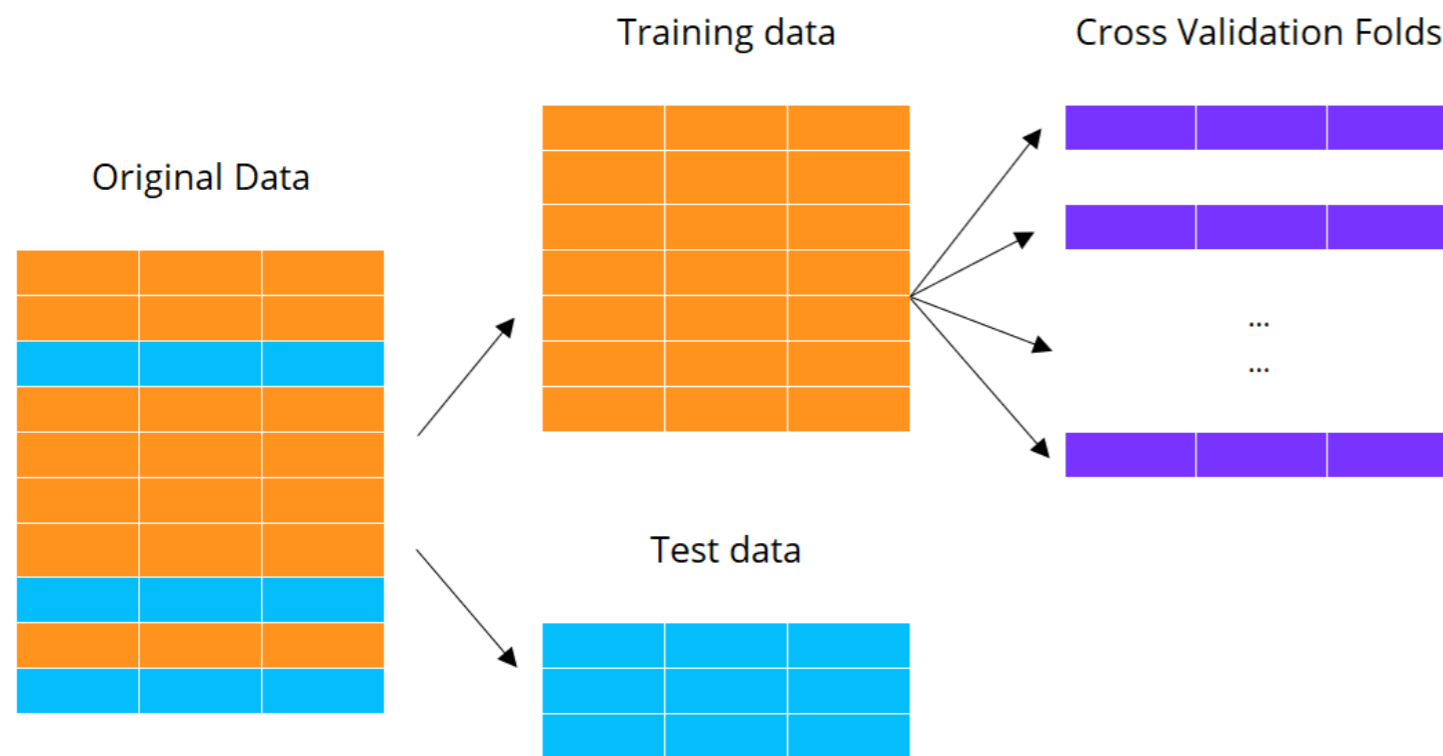 Training data
Cross Validation Folds
Original Data
...
...
Test data